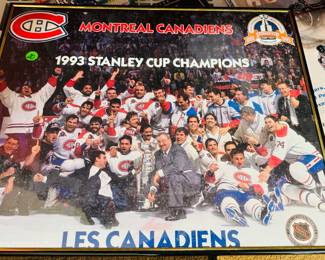 MONTREAL CANADIENS
1993 STANLEY CUP CHAMPIONS
LES CANADIENS